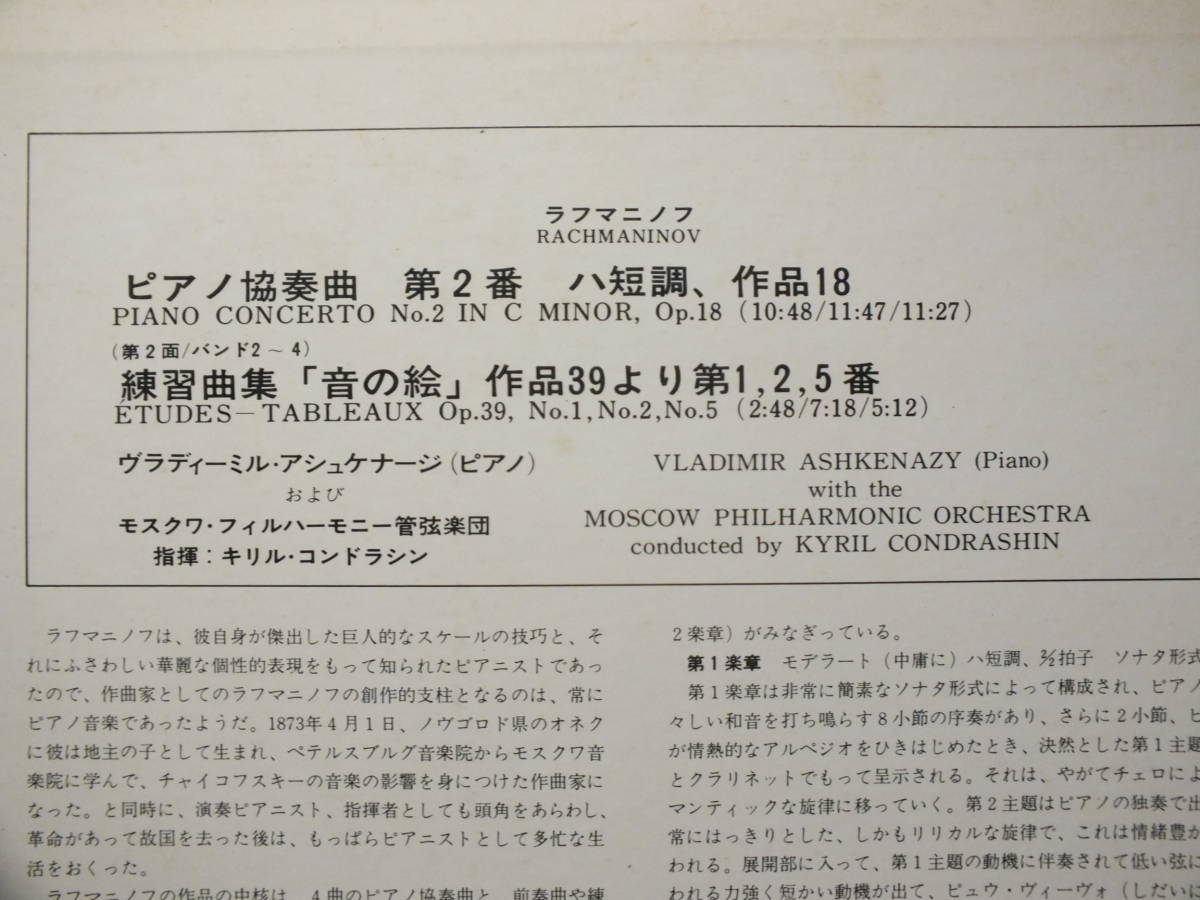 ラフマニノフ
RACHMANINOV
ピアノ協奏曲　第2番　ハ短調、作品18
PIANO CONCERTO No.2 IN C MINOR, Op.18 (10:48/11:47/11:27)
(第2面/バンド2～4)
練習曲集「音の絵」作品39より第1,2,5番
ETUDES－TABLEAUX Op.39, No.1, No.2, No.5 (2:48/7:18/5:12)
ヴラディーミル・アシュケナージ(ピアノ)
および
モスクワ・フィルハーモニー管弦楽団
指揮：キリル・コンドラシン
VLADIMIR ASHKENAZY (Piano)
with the
MOSCOW PHILHARMONIC ORCHESTRA
conducted by KYRIL CONDRASHIN
ラフマニノフは、彼自身が傑出した巨人的なスケールの技巧と、そ
れにふさわしい華麗な個性的表現をもって知られたピアニストであっ
たので、作曲家としてのラフマニノフの創作的支柱となるのは、常に
ピアノ音楽であったようだ。1873年4月1日、ノヴゴロド県のオネク
に彼は地主の子として生まれ、ペテルスブルグ音楽院からモスクワ音
楽院に学んで、チャイコフスキーの音楽の影響を身につけた作曲家に
なった。と同時に、演奏ピアニスト、指揮者としても頭角をあらわし、
革命があって故国を去った後は、もっぱらピアニストとして多忙な生
活をおくった。
ラフマニノフの作品の中核は、4曲のピアノ協奏曲と、前奏曲や練
2楽章）がみなぎっている。
第1楽章　モデラート（中庸に）ハ短調、2/2拍子　ソナタ形式
第1楽章は非常に簡素なソナタ形式によって構成され、ピアノ
々しい和音を打ち鳴らす8小節の序奏があり、さらに2小節、ピ
が情熱的なアルペジオをひきはじめたとき、決然とした第1主題
とクラリネットでもって呈示される。それは、やがてチェロによ
マンティックな旋律に移っていく。第2主題はピアノの独奏で出
常にはっきりとした、しかもリリカルな旋律で、これは情緒豊か
われる。展開部に入って、第1主題の動機に伴奏されて低い弦に
われる力強く短かい動機が出て、ピュウ・ヴィーヴォ（しだいに